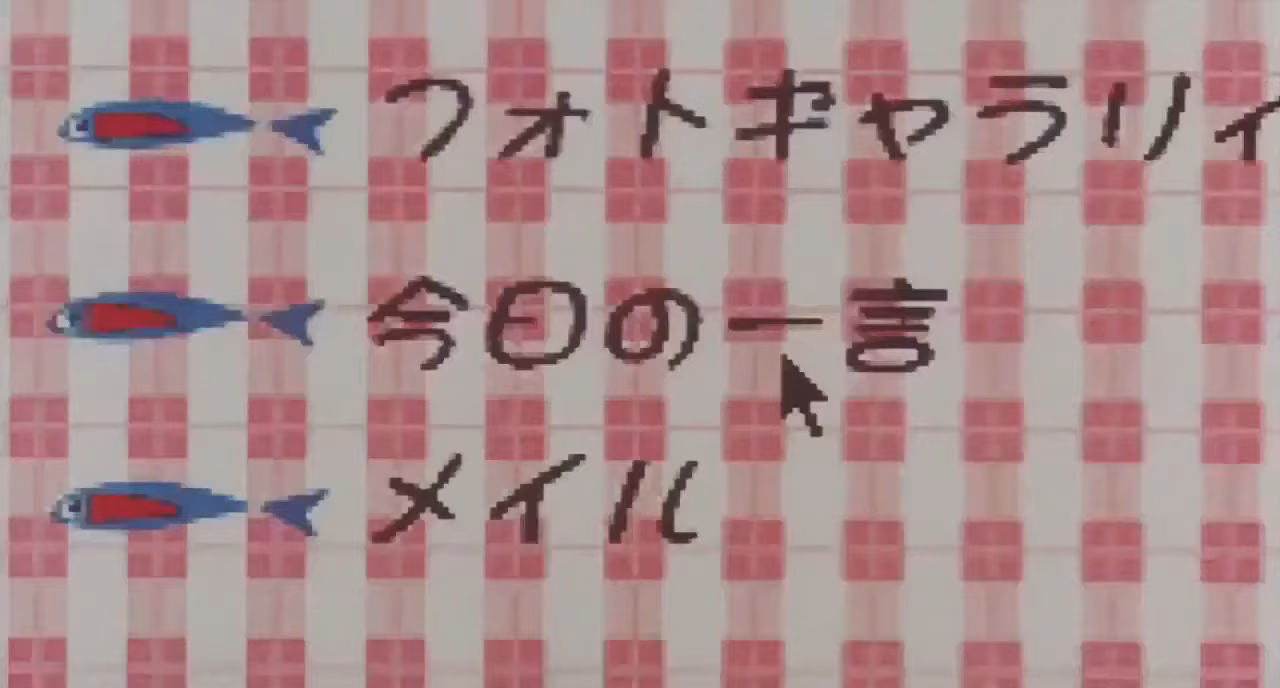 フォトギャラリィ
今日の一言
メイル